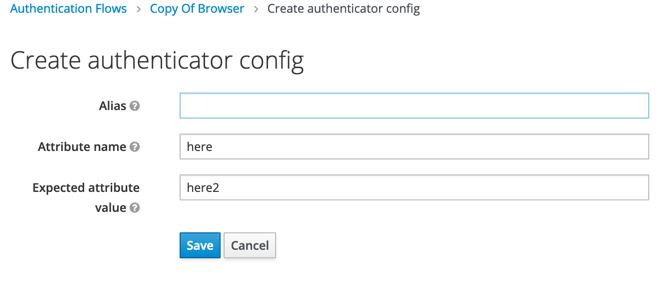 Authentication Flows > Copy Of Browser > Create authenticator config
Create authenticator config
Alias ?
Attribute name ? here
Expected attribute value ? here2
Save Cancel